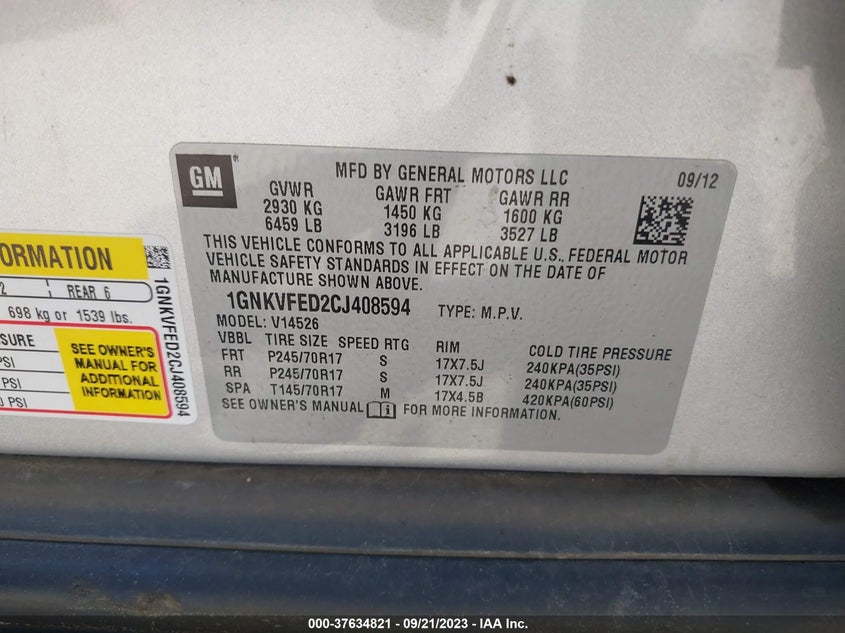 GM
MFD BY GENERAL MOTORS LLC
09/12
GVWR GAWR FRT GAWR RR
2930 KG 1450 KG 1600 KG
6459 LB 3196 LB 3527 LB
THIS VEHICLE CONFORMS TO ALL APPLICABLE U.S. FEDERAL MOTOR
VEHICLE SAFETY STANDARDS IN EFFECT ON THE DATE OF
MANUFACTURE SHOWN ABOVE.
1GNKVFED2CJ408594 TYPE: M.P.V.
MODEL: V14526
VBBL TIRE SIZE SPEED RTG RIM COLD TIRE PRESSURE
FRT P245/70R17 S 17X7.5J 240KPA(35PSI)
RR P245/70R17 S 17X7.5J 240KPA(35PSI)
SPA T145/70R17 M 17X4.5B 420KPA(60PSI)
SEE OWNER'S MANUAL i FOR MORE INFORMATION.
ORMATION
2 REAR 6
698 kg or 1539 lbs.
SURE
PSI
PSI
0 PSI
SEE OWNER'S
MANUAL FOR
ADDITIONAL
INFORMATION
1GNKVFED2CJ408594
000-37634821 - 09/21/2023 - IAA Inc.